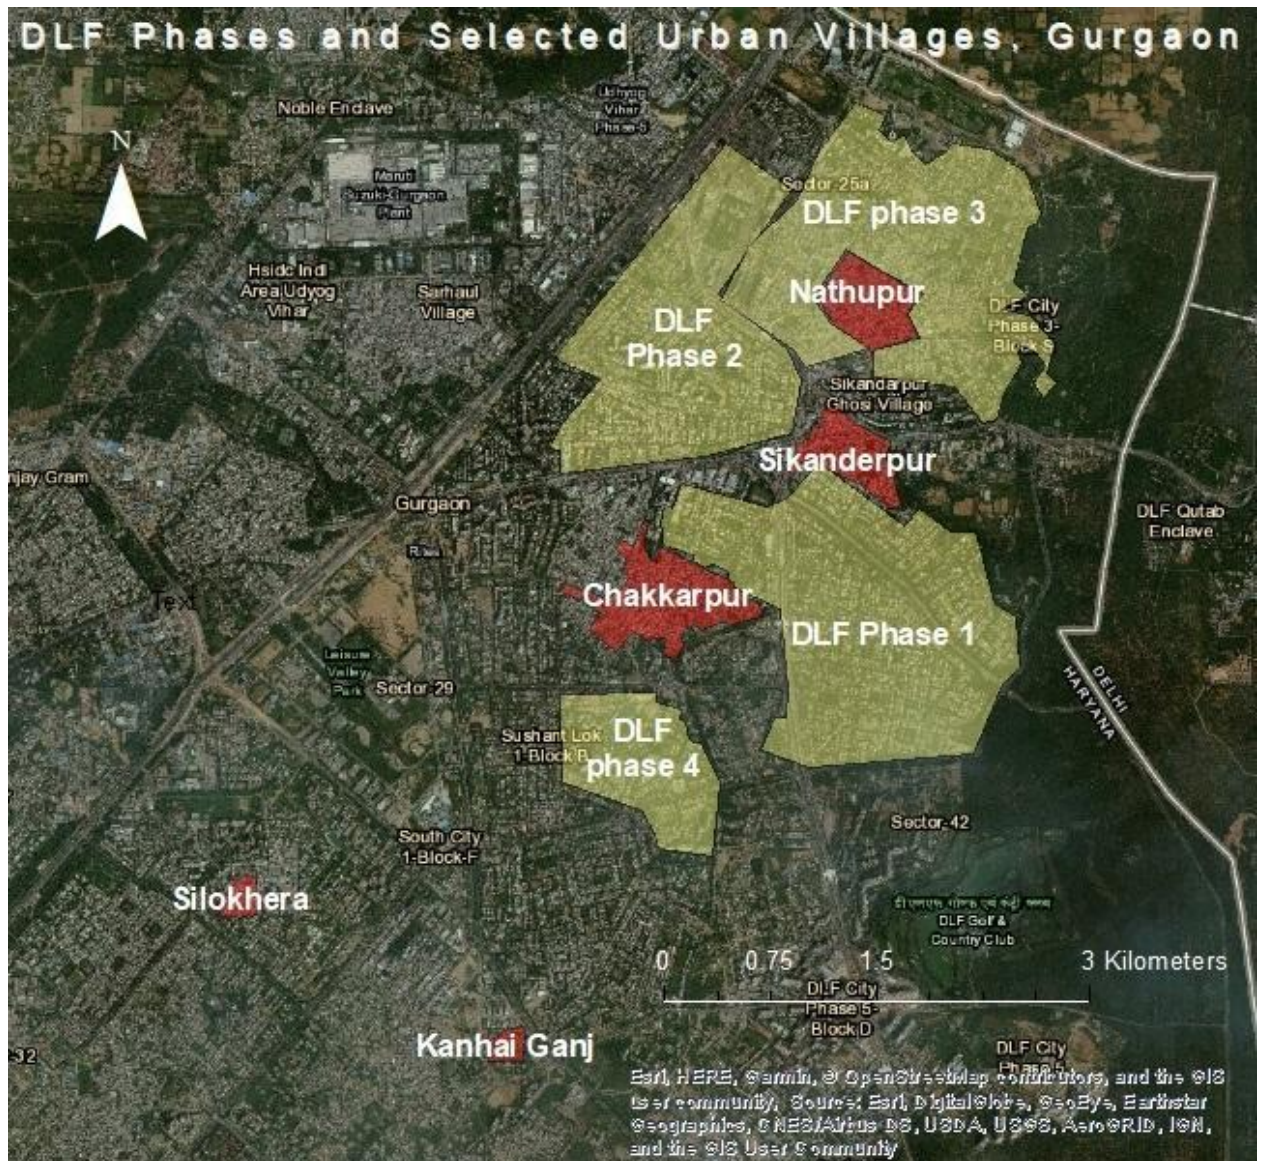 DLF Phases and Selected Urban Villages, Gurgaon
Noble Enclave
Udyog
Vihar
Phase-5
N
Maruti
Suzuki-Gurgaon
Plant
Sector-25a
DLF phase 3
Hsidc Indl
Area Udyog
Vihar
Sarhaul
Village
Nathupur
DLF City
Phase 3-
Block S
DLF
Phase 2
Sikandarpur
Ghosi Village
Sikanderpur
njay Gram
Gurgaon
DLF Qutab
Enclave
Text
Chakkarpur
DLF Phase 1
Leisure
Valley
Park
Sector-29
DELHI
HARYANA
Sushant Lok
1-Block B
DLF
phase 4
South City
1-Block-F
Sector-42
Silokhera
DLF Golf &
Country Club
0 0.75 1.5 3 Kilometers
DLF City
Phase 5-
Block D
Kanhai Ganj
-32
DLF City
Phase 5
Esri, HERE, Garmin, © OpenStreetMap contributors, and the GIS
user community, Source: Esri, DigitalGlobe, GeoEye, Earthstar
Geographics, CNES/Airbus DS, USDA, USGS, AeroGRID, IGN,
and the GIS User Community